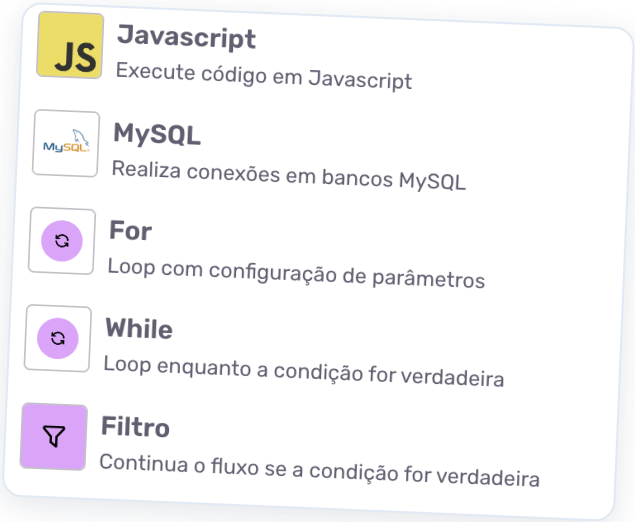 JS
Javascript
Execute código em Javascript
MySQL
MySQL
Realiza conexões em bancos MySQL
For
Loop com configuração de parâmetros
While
Loop enquanto a condição for verdadeira
Filtro
Continua o fluxo se a condição for verdadeira